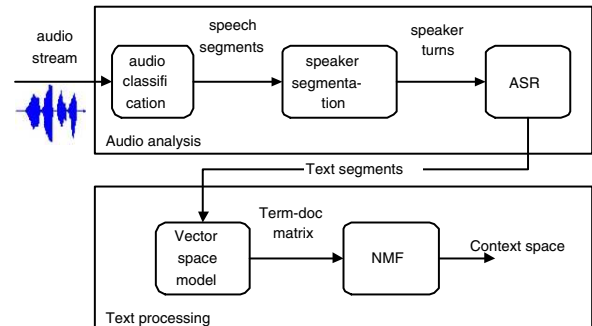 audio
stream
speech
segments
speaker
turns
audio
classifi
cation
speaker
segmenta-
tion
ASR
Audio analysis
Text segments
Term-doc
matrix
Vector
space
model
NMF
Context space
Text processing